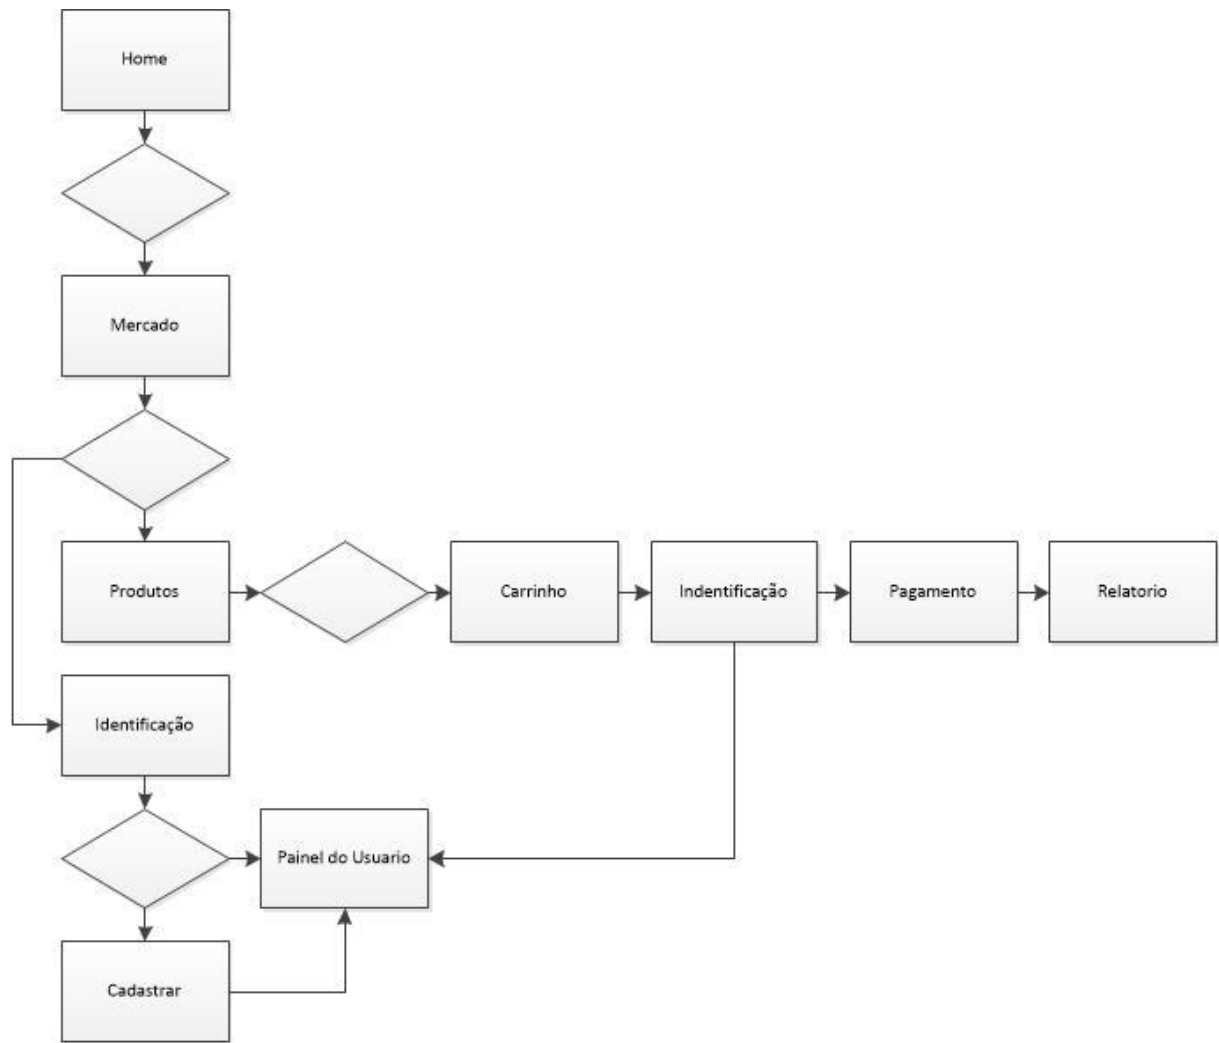 Home
Mercado
Produtos
Carrinho
Indentificação
Pagamento
Relatorio
Identificação
Painel do Usuario
Cadastrar